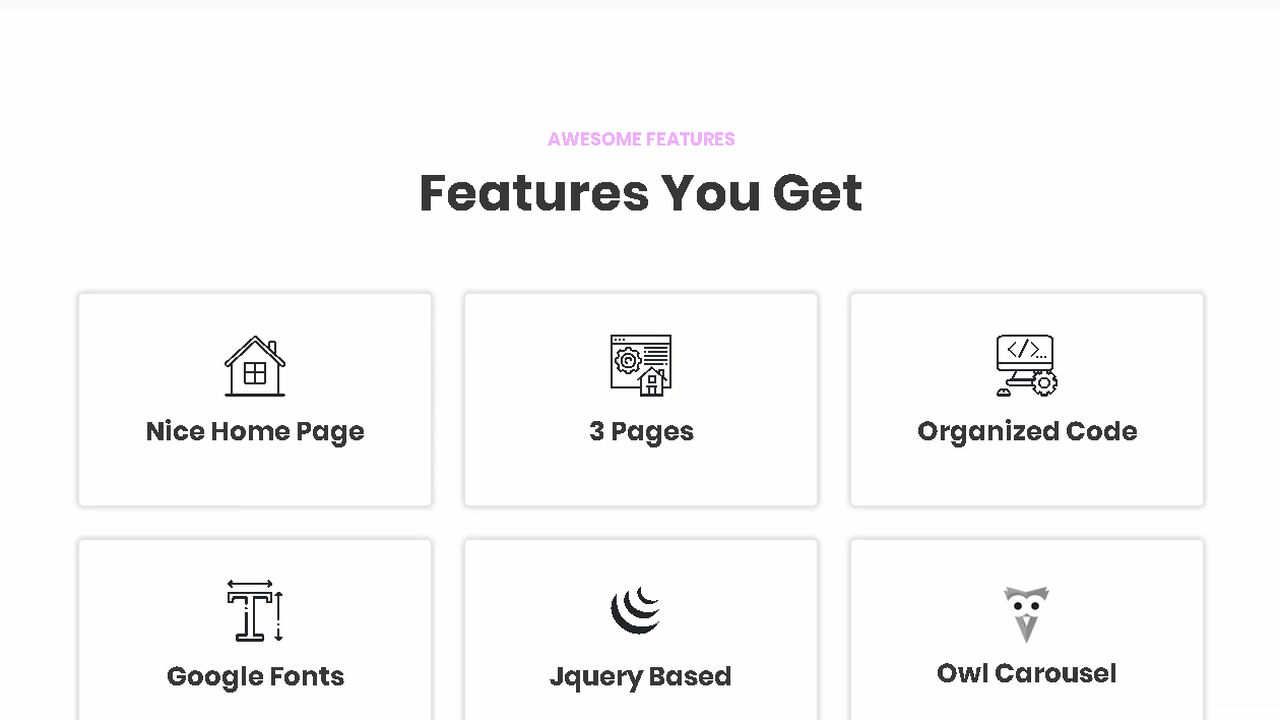 AWESOME FEATURES
Features You Get
Nice Home Page
3 Pages
Organized Code
Google Fonts
Jquery Based
Owl Carousel